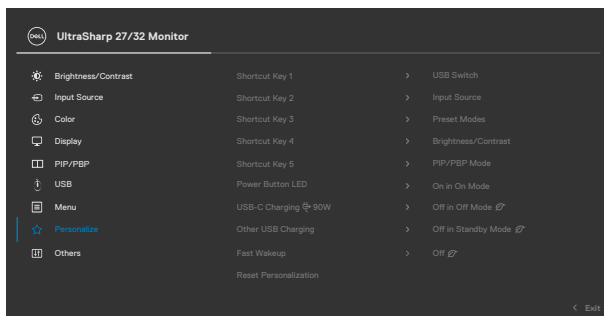 DELL UltraSharp 27/32 Monitor
Brightness/Contrast Shortcut Key 1 > USB Switch
Input Source Shortcut Key 2 > Input Source
Color Shortcut Key 3 > Preset Modes
Display Shortcut Key 4 > Brightness/Contrast
PIP/PBP Shortcut Key 5 > PIP/PBP Mode
USB Power Button LED > On in On Mode
Menu USB-C Charging 90W > Off in Off Mode
Personalize Other USB Charging > Off in Standby Mode
Others Fast Wakeup > Off
Reset Personalization
< Exit